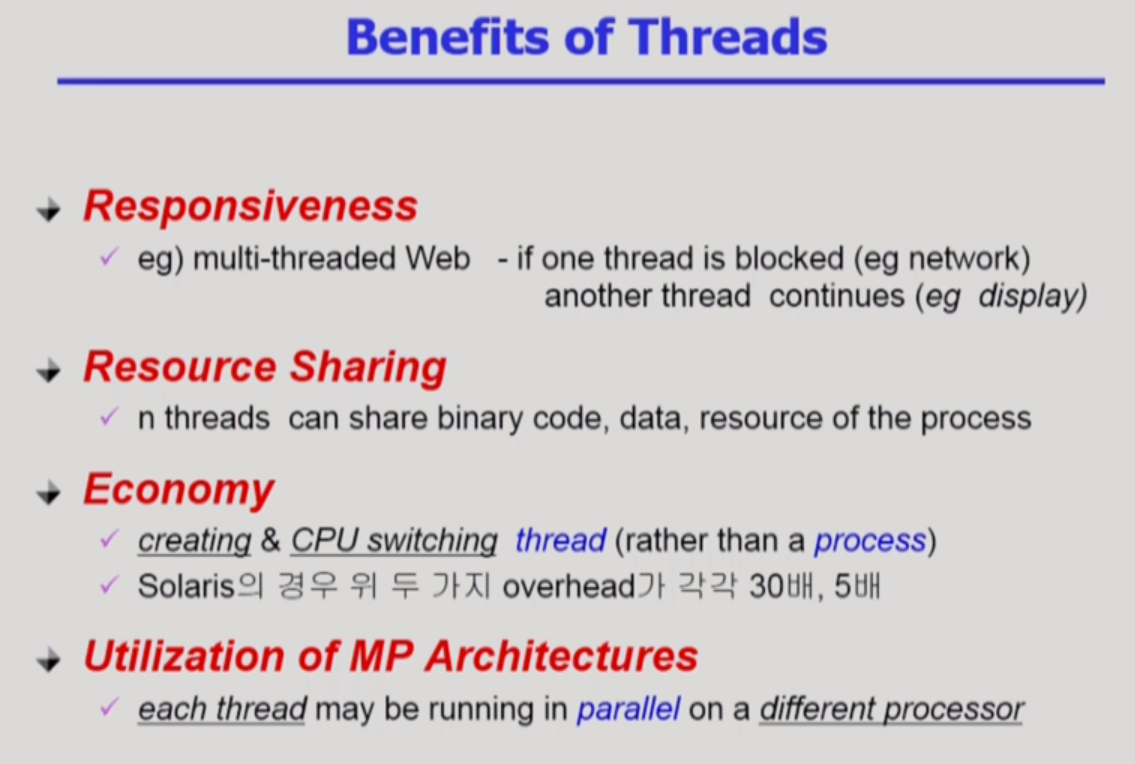 Benefits of Threads
Responsiveness
eg) multi-threaded Web - if one thread is blocked (eg network)
another thread continues (eg display)
Resource Sharing
n threads can share binary code, data, resource of the process
Economy
creating & CPU switching thread (rather than a process)
Solaris의 경우 위 두 가지 overhead가 각각 30배, 5배
Utilization of MP Architectures
each thread may be running in parallel on a different processor